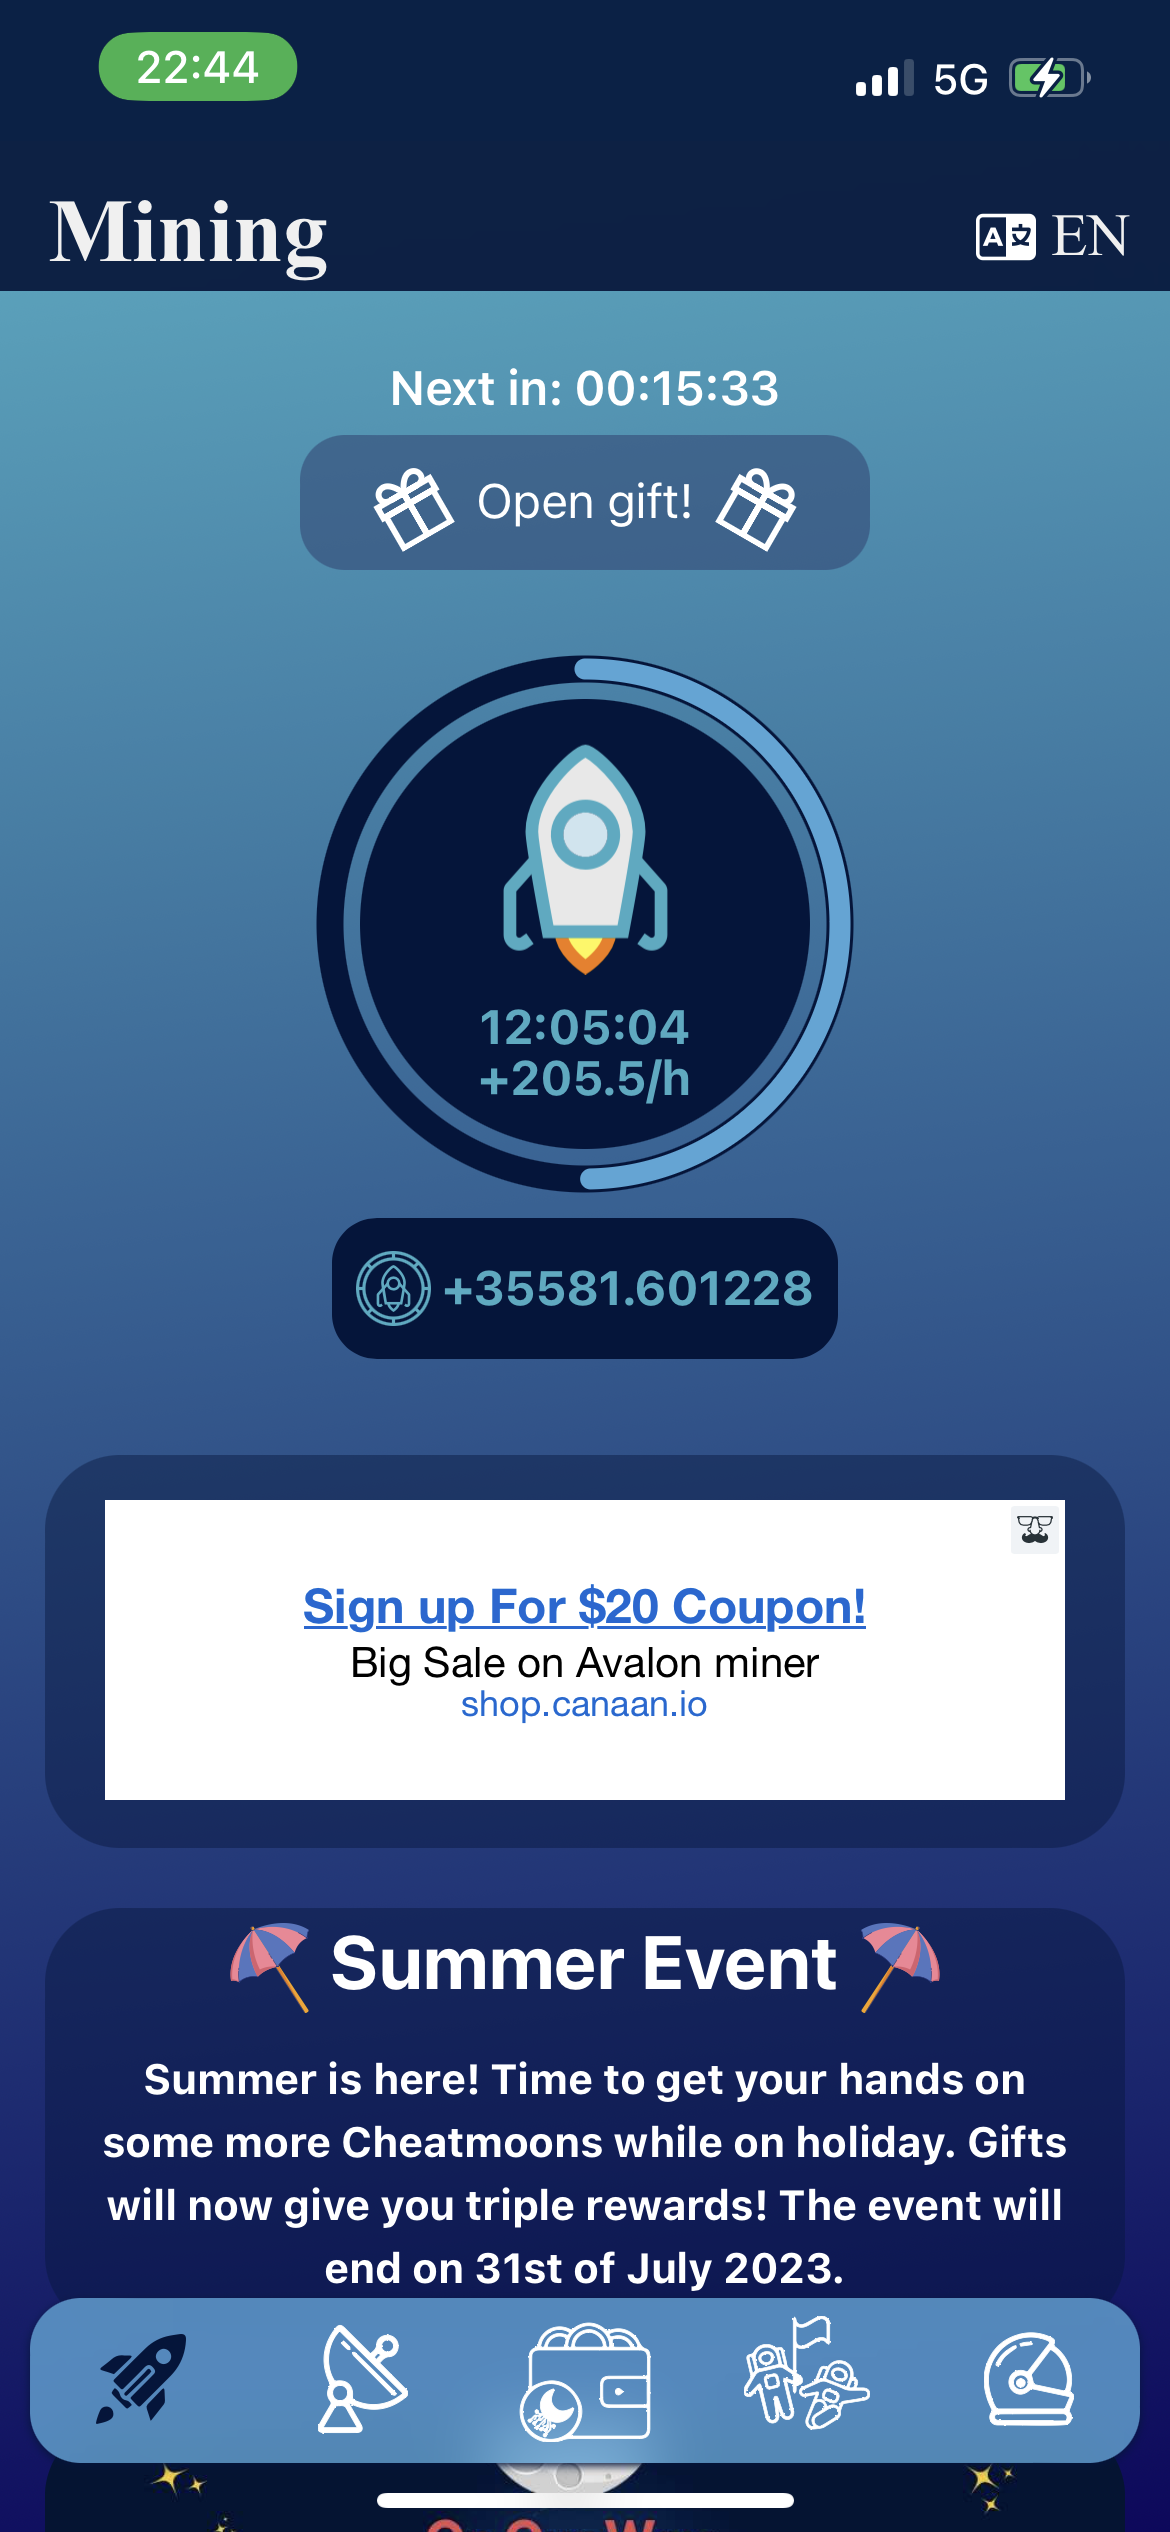 22:44
5G
Mining
A 文 EN
Next in: 00:15:33
Open gift!
12:05:04
+205.5/h
+35581.601228
Sign up For $20 Coupon!
Big Sale on Avalon miner
shop.canaan.io
Summer Event
Summer is here! Time to get your hands on
some more Cheatmoons while on holiday. Gifts
will now give you triple rewards! The event will
end on 31st of July 2023.